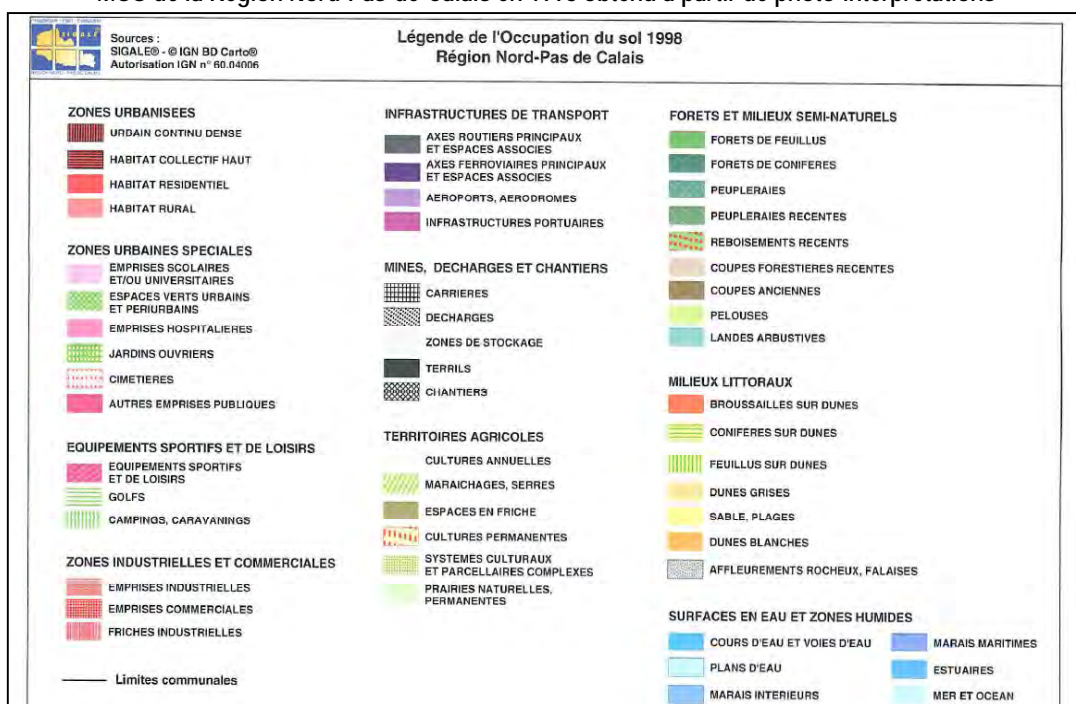 Sources :
SIGALE® - © IGN BD Carto®
Autorisation IGN n° 60.04006
Légende de l'Occupation du sol 1998
Région Nord-Pas de Calais
ZONES URBANISEES
URBAIN CONTINU DENSE
HABITAT COLLECTIF HAUT
HABITAT RESIDENTIEL
HABITAT RURAL
ZONES URBAINES SPECIALES
EMPRISES SCOLAIRES
ET/OU UNIVERSITAIRES
ESPACES VERTS URBAINS
ET PERIURBAINS
EMPRISES HOSPITALIERES
JARDINS OUVRIERS
CIMETIERES
AUTRES EMPRISES PUBLIQUES
EQUIPEMENTS SPORTIFS ET DE LOISIRS
EQUIPEMENTS SPORTIFS
ET DE LOISIRS
GOLFS
CAMPINGS, CARAVANINGS
ZONES INDUSTRIELLES ET COMMERCIALES
EMPRISES INDUSTRIELLES
EMPRISES COMMERCIALES
FRICHES INDUSTRIELLES
Limites communales
INFRASTRUCTURES DE TRANSPORT
AXES ROUTIERS PRINCIPAUX
ET ESPACES ASSOCIES
AXES FERROVIAIRES PRINCIPAUX
ET ESPACES ASSOCIES
AEROPORTS, AERODROMES
INFRASTRUCTURES PORTUAIRES
MINES, DECHARGES ET CHANTIERS
CARRIERES
DECHARGES
ZONES DE STOCKAGE
TERRILS
CHANTIERS
TERRITOIRES AGRICOLES
CULTURES ANNUELLES
MARAICHAGES, SERRES
ESPACES EN FRICHE
CULTURES PERMANENTES
SYSTEMES CULTURAUX
ET PARCELLAIRES COMPLEXES
PRAIRIES NATURELLES,
PERMANENTES
FORETS ET MILIEUX SEMI-NATURELS
FORETS DE FEUILLUS
FORETS DE CONIFERES
PEUPLERAIES
PEUPLERAIES RECENTES
REBOISEMENTS RECENTS
COUPES FORESTIERES RECENTES
COUPES ANCIENNES
PELOUSES
LANDES ARBUSTIVES
MILIEUX LITTORAUX
BROUSSAILLES SUR DUNES
CONIFERES SUR DUNES
FEUILLUS SUR DUNES
DUNES GRISES
SABLE, PLAGES
DUNES BLANCHES
AFFLEUREMENTS ROCHEUX, FALAISES
SURFACES EN EAU ET ZONES HUMIDES
COURS D'EAU ET VOIES D'EAU
PLANS D'EAU
MARAIS INTERIEURS
MARAIS MARITIMES
ESTUAIRES
MER ET OCEAN